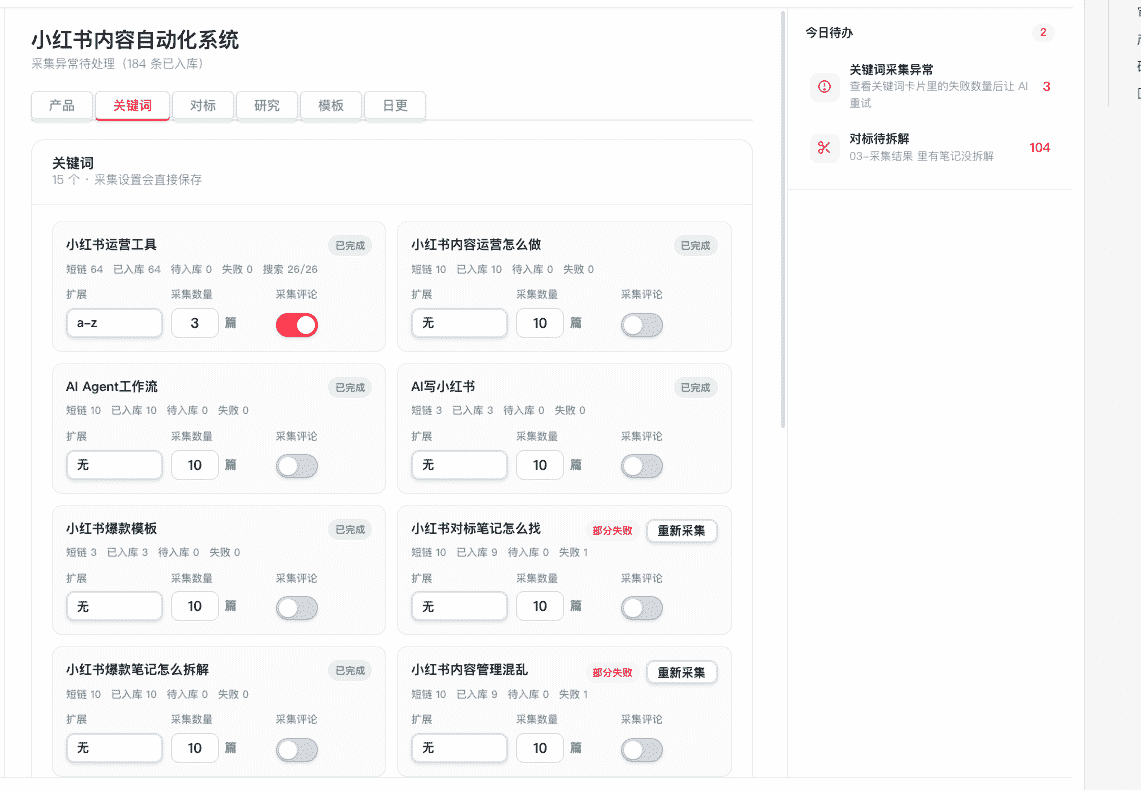 小红书内容自动化系统
采集异常待处理（184 条已入库）
产品 关键词 对标 研究 模板 日更
关键词
15 个 · 采集设置会直接保存
小红书运营工具 已完成
短链 64 已入库 64 待入库 0 失败 0 搜索 26/26
扩展 采集数量 采集评论
a-z 3 篇
小红书内容运营怎么做 已完成
短链 10 已入库 10 待入库 0 失败 0
扩展 采集数量 采集评论
无 10 篇
AI Agent工作流 已完成
短链 10 已入库 10 待入库 0 失败 0
扩展 采集数量 采集评论
无 10 篇
AI写小红书 已完成
短链 3 已入库 3 待入库 0 失败 0
扩展 采集数量 采集评论
无 10 篇
小红书爆款模板 已完成
短链 3 已入库 3 待入库 0 失败 0
扩展 采集数量 采集评论
无 10 篇
小红书对标笔记怎么找 部分失败 重新采集
短链 10 已入库 9 待入库 0 失败 1
扩展 采集数量 采集评论
无 10 篇
小红书爆款笔记怎么拆解 已完成
短链 10 已入库 10 待入库 0 失败 0
扩展 采集数量 采集评论
无 10 篇
小红书内容管理混乱 部分失败 重新采集
短链 10 已入库 9 待入库 0 失败 1
扩展 采集数量 采集评论
无 10 篇
今日待办 2
关键词采集异常
查看关键词卡片里的失败数量后让 AI 重试 3
对标待拆解
03-采集结果 里有笔记没拆解 104